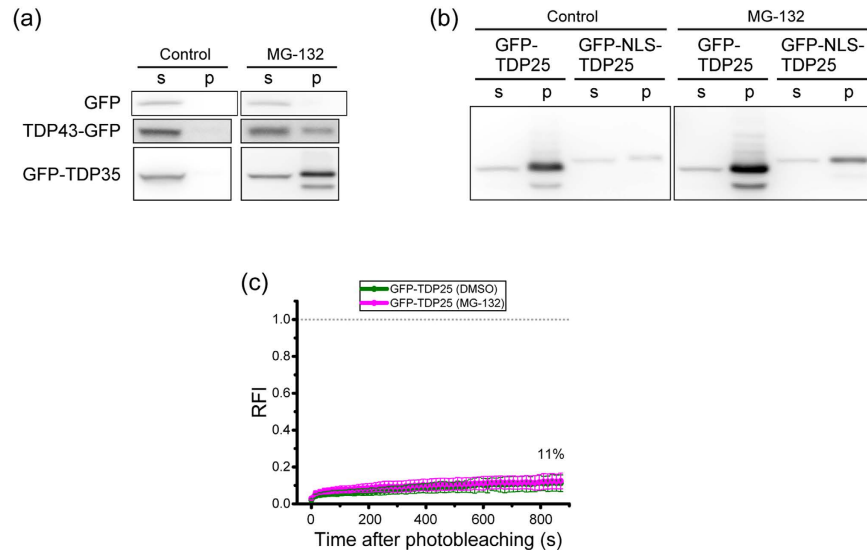 (a)
Control MG-132
s p s p
GFP
TDP43-GFP
GFP-TDP35
(b)
Control MG-132
GFP- GFP-NLS- GFP- GFP-NLS-
TDP25 TDP25 TDP25 TDP25
s p s p s p s p
(c)
GFP-TDP25 (DMSO)
GFP-TDP25 (MG-132)
1.0
0.8
0.6
0.4
0.2
0.0
RFI
11%
0 200 400 600 800
Time after photobleaching (s)